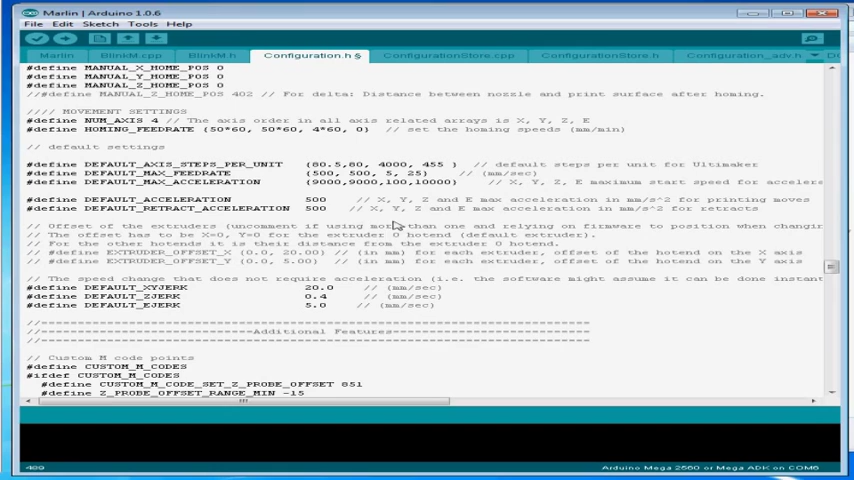 Marlin | Arduino 1.0.6
File Edit Sketch Tools Help
Marlin BlinkM.cpp BlinkM.h Configuration.h § ConfigurationStore.cpp ConfigurationStore.h Configuration_adv.h
#define MANUAL_X_HOME_POS 0
#define MANUAL_Y_HOME_POS 0
#define MANUAL_Z_HOME_POS 0
//#define MANUAL_Z_HOME_POS 402 // For delta: Distance between nozzle and print surface after homing.
//// MOVEMENT SETTINGS
#define NUM_AXIS 4 // The axis order in all axis related arrays is X, Y, Z, E
#define HOMING_FEEDRATE {50*60, 50*60, 4*60, 0} // set the homing speeds (mm/min)
// default settings
#define DEFAULT_AXIS_STEPS_PER_UNIT {80.5,80, 4000, 455 } // default steps per unit for Ultimaker
#define DEFAULT_MAX_FEEDRATE {500, 500, 5, 25} // (mm/sec)
#define DEFAULT_MAX_ACCELERATION {9000,9000,100,10000} // X, Y, Z, E maximum start speed for acceler
#define DEFAULT_ACCELERATION 500 // X, Y, Z and E max acceleration in mm/s^2 for printing moves
#define DEFAULT_RETRACT_ACCELERATION 500 // X, Y, Z and E max acceleration in mm/s^2 for retracts
// Offset of the extruders (uncomment if using more than one and relying on firmware to position when changin
// The offset has to be X=0, Y=0 for the extruder 0 hotend (default extruder).
// For the other hotends it is their distance from the extruder 0 hotend.
// #define EXTRUDER_OFFSET_X {0.0, 20.00} // (in mm) for each extruder, offset of the hotend on the X axis
// #define EXTRUDER_OFFSET_Y {0.0, 5.00} // (in mm) for each extruder, offset of the hotend on the Y axis
// The speed change that does not require acceleration (i.e. the software might assume it can be done instant
#define DEFAULT_XYJERK 20.0 // (mm/sec)
#define DEFAULT_ZJERK 0.4 // (mm/sec)
#define DEFAULT_EJERK 5.0 // (mm/sec)
//=============================================================
//=========================Additional Features=======================
//=============================================================
// Custom M code points
#define CUSTOM_M_CODES
#ifdef CUSTOM_M_CODES
#define CUSTOM_M_CODE_SET_Z_PROBE_OFFSET 851
#define Z_PROBE_OFFSET_RANGE_MIN -15
489
Arduino Mega 2560 or Mega ADK on COM6